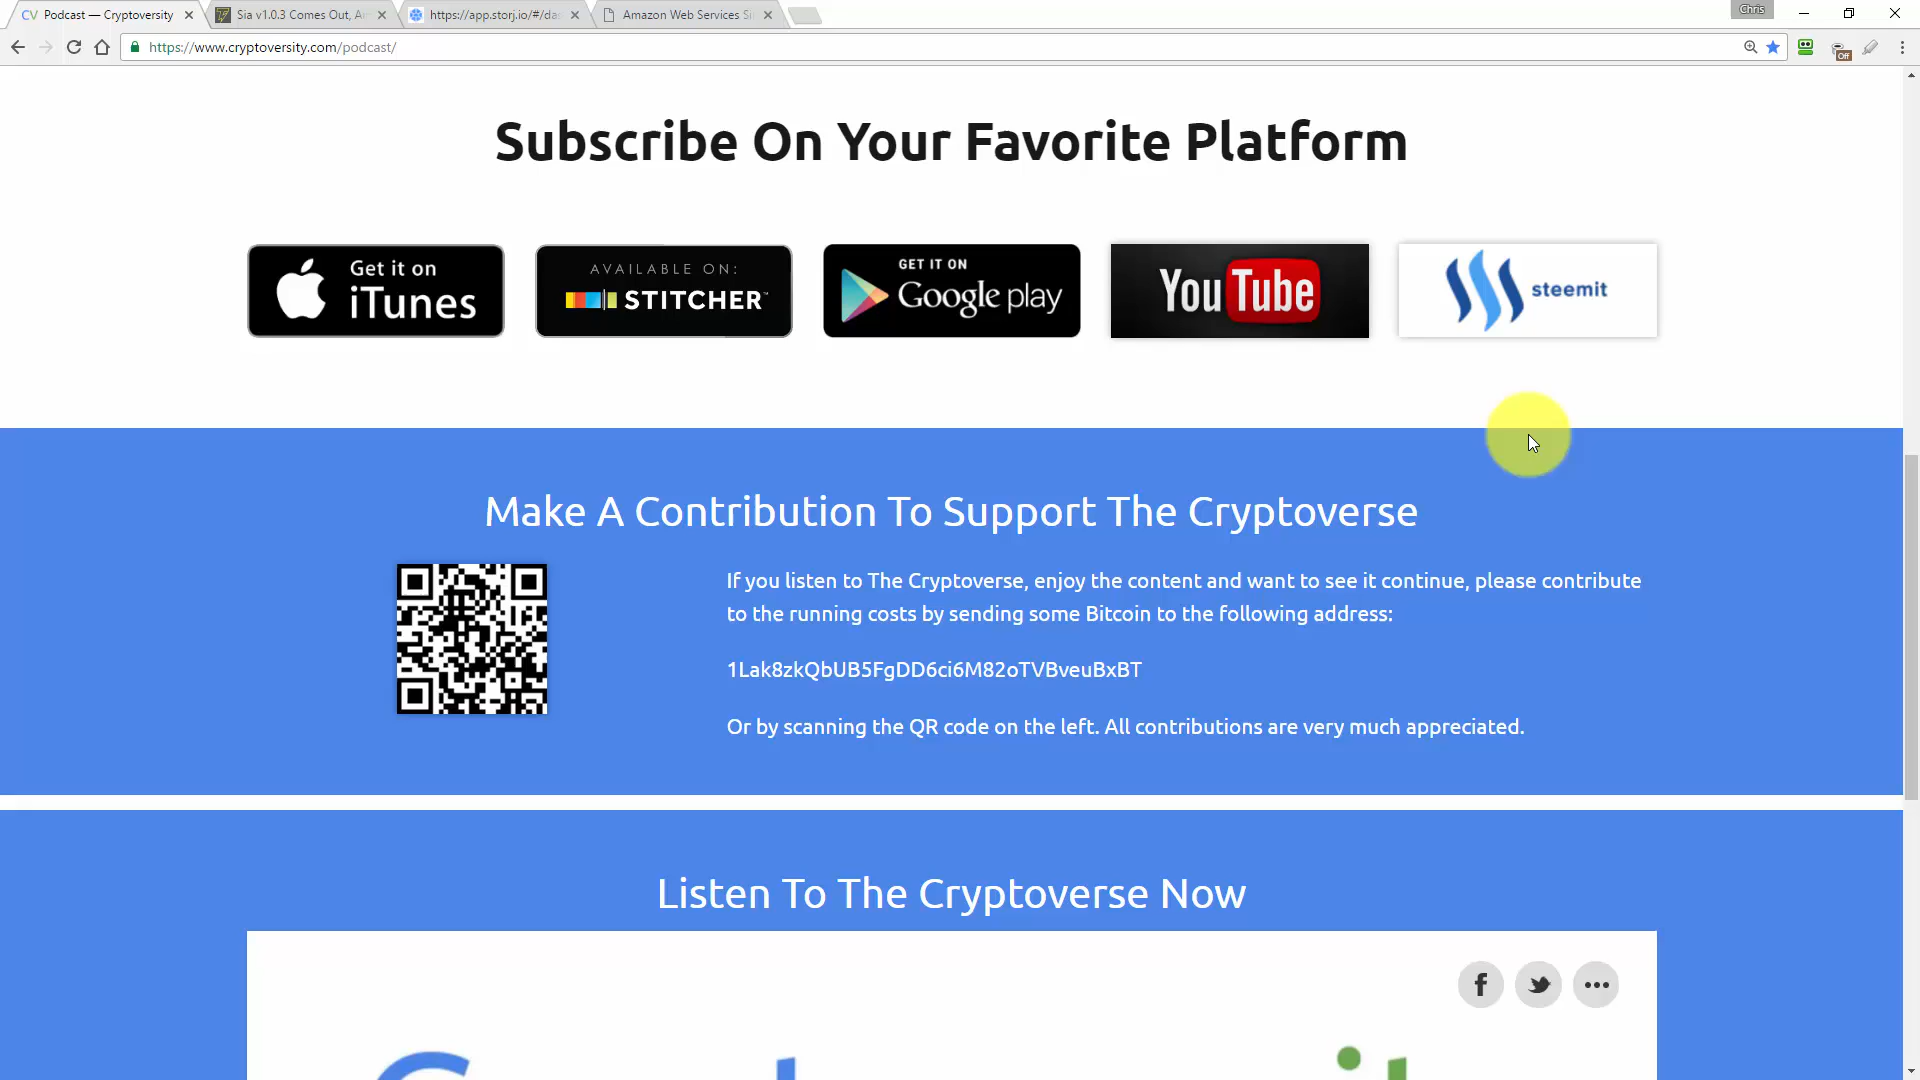 CV Podcast — Cryptoversity
Sia v1.0.3 Comes Out, An
https://app.storj.io/#/das
Amazon Web Services Si
Chris
https://www.cryptoversity.com/podcast/
Off
Subscribe On Your Favorite Platform
Get it on
iTunes
AVAILABLE ON:
STITCHER
GET IT ON
Google play
YouTube
steemit
Make A Contribution To Support The Cryptoverse
If you listen to The Cryptoverse, enjoy the content and want to see it continue, please contribute
to the running costs by sending some Bitcoin to the following address:
1Lak8zkQbUB5FgDD6ci6M82oTVBveuBxBT
Or by scanning the QR code on the left. All contributions are very much appreciated.
Listen To The Cryptoverse Now